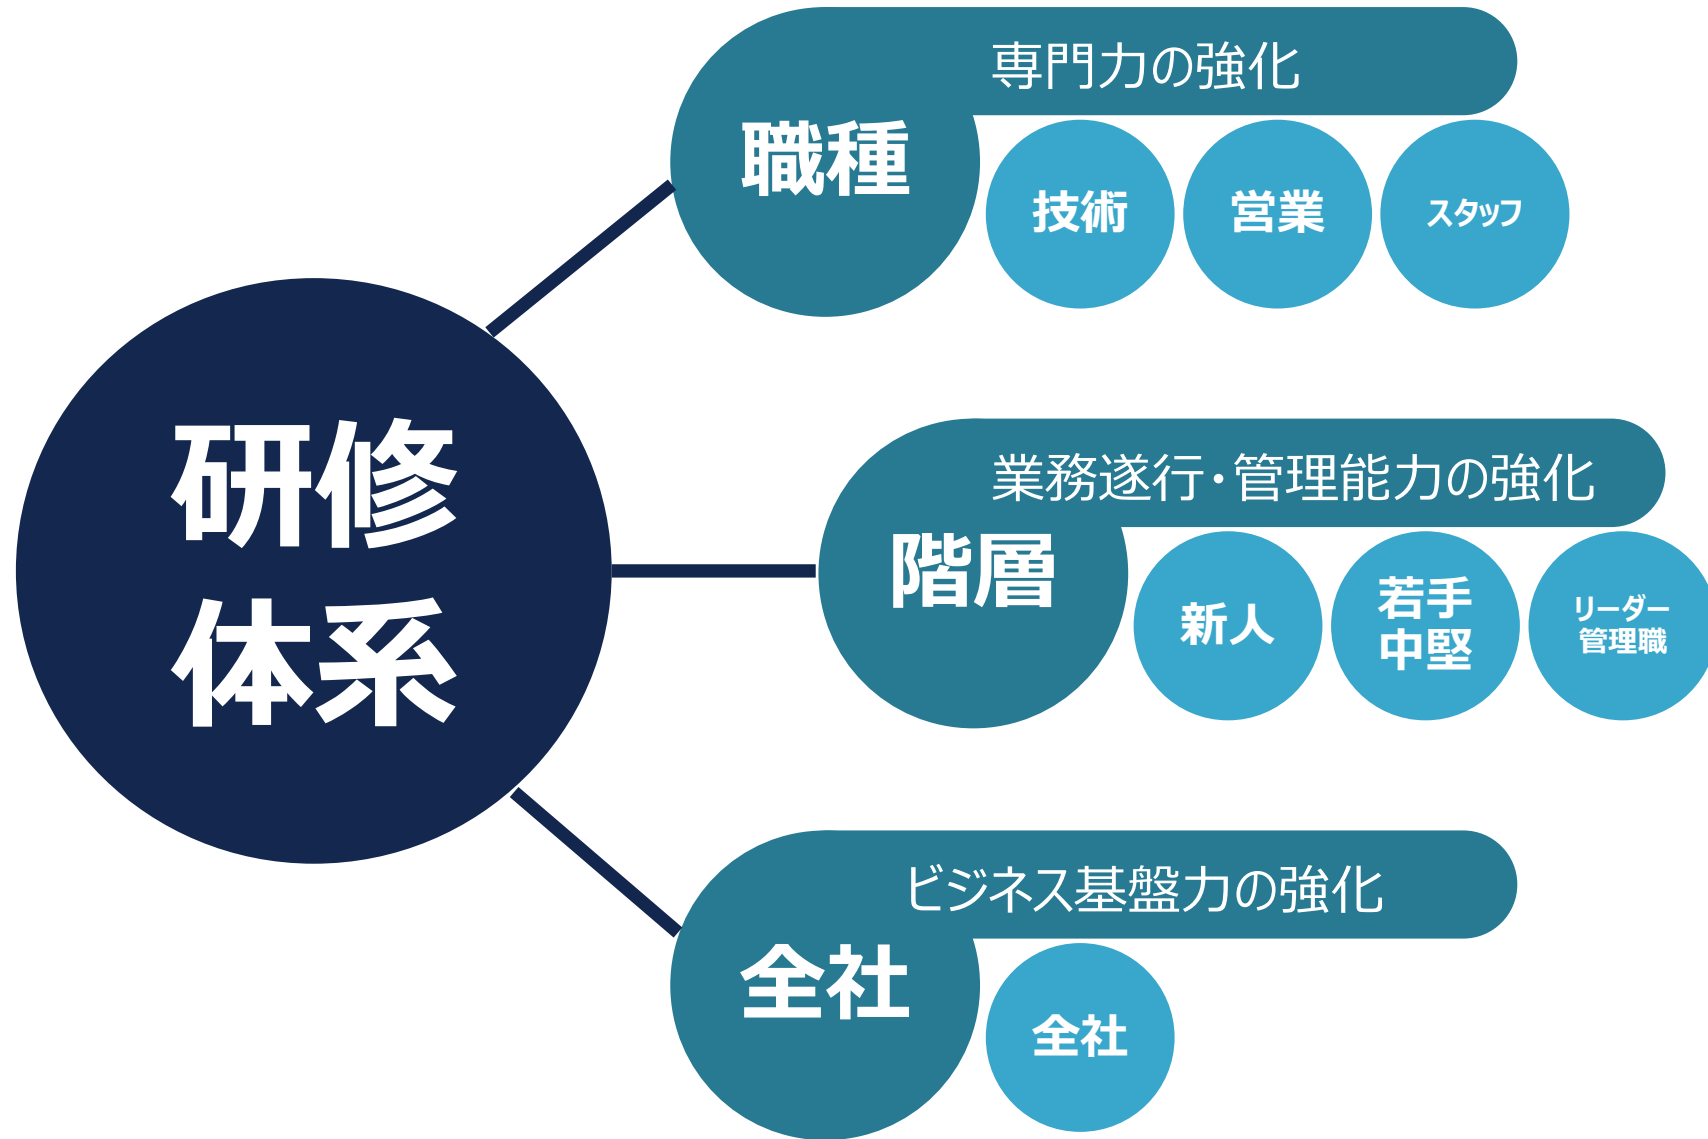 研修
体系
専門力の強化
職種
技術
営業
スタッフ
業務遂行・管理能力の強化
階層
新人
若手
中堅
リーダー
管理職
ビジネス基盤力の強化
全社
全社